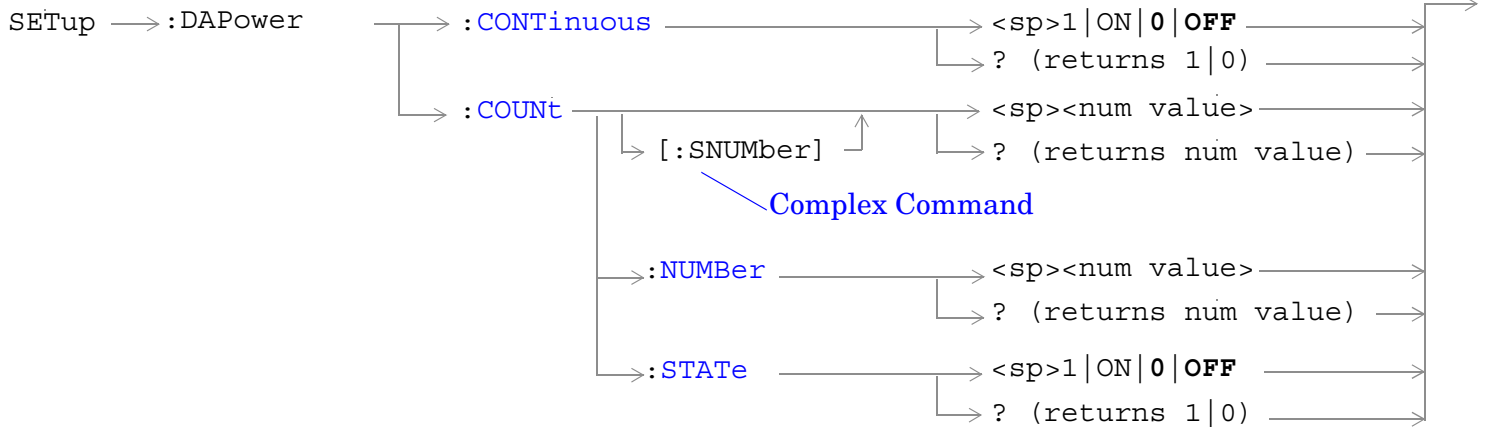 SETup :DAPower :CONTinuous <sp>1|ON|0|OFF
? (returns 1|0)
:COUNt <sp><num value>
[:SNUMber] ? (returns num value)
Complex Command
:NUMBer <sp><num value>
? (returns num value)
:STATe <sp>1|ON|0|OFF
? (returns 1|0)